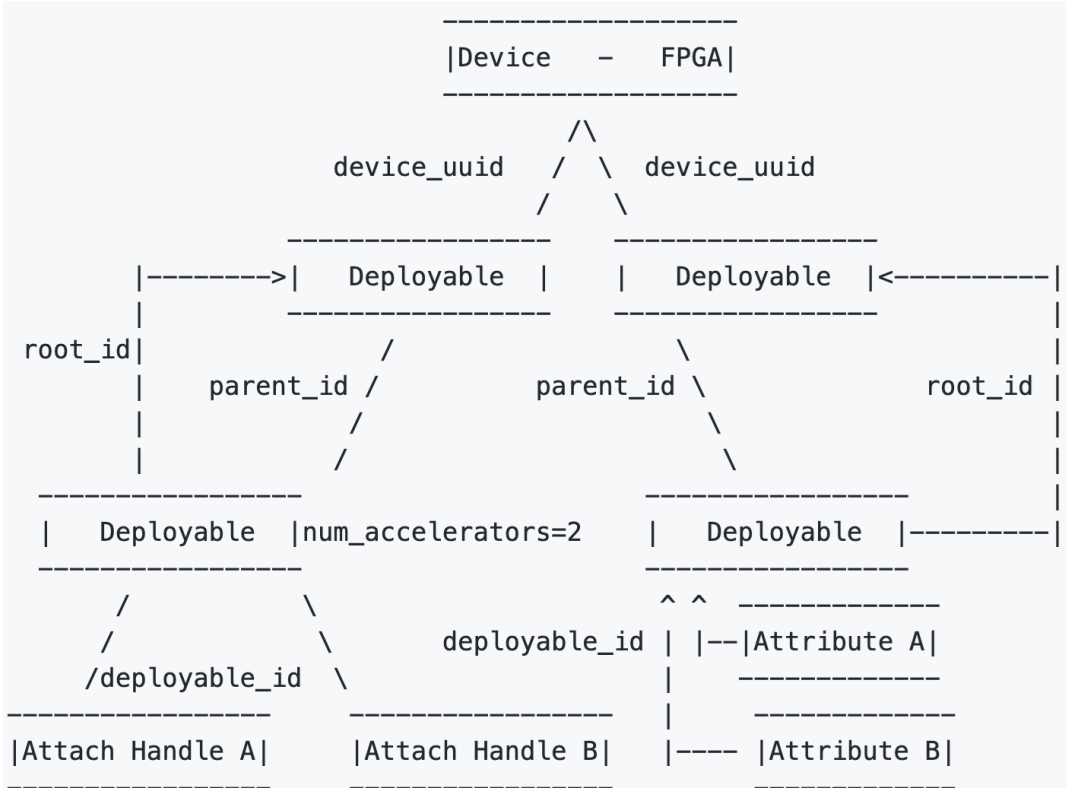 ------------------
|Device   -   FPGA|
------------------
/\
device_uuid   /  \  device_uuid
/    \
-----------------    -----------------
|-------->|   Deployable  |    |   Deployable  |<----------|
|         -----------------    -----------------           |
root_id|               /                  \                       |
|    parent_id /          parent_id \              root_id |
|             /                      \                     |
|            /                        \                    |
-----------------                      -----------------         |
|   Deployable  |num_accelerators=2    |   Deployable  |---------|
-----------------                      -----------------
/           \                      ^ ^  -------------
/             \       deployable_id | |--|Attribute A|
/deployable_id  \                    |    -------------
-----------------     -----------------   |     -------------
|Attach Handle A|     |Attach Handle B|   |---- |Attribute B|
-----------------     -----------------         -------------